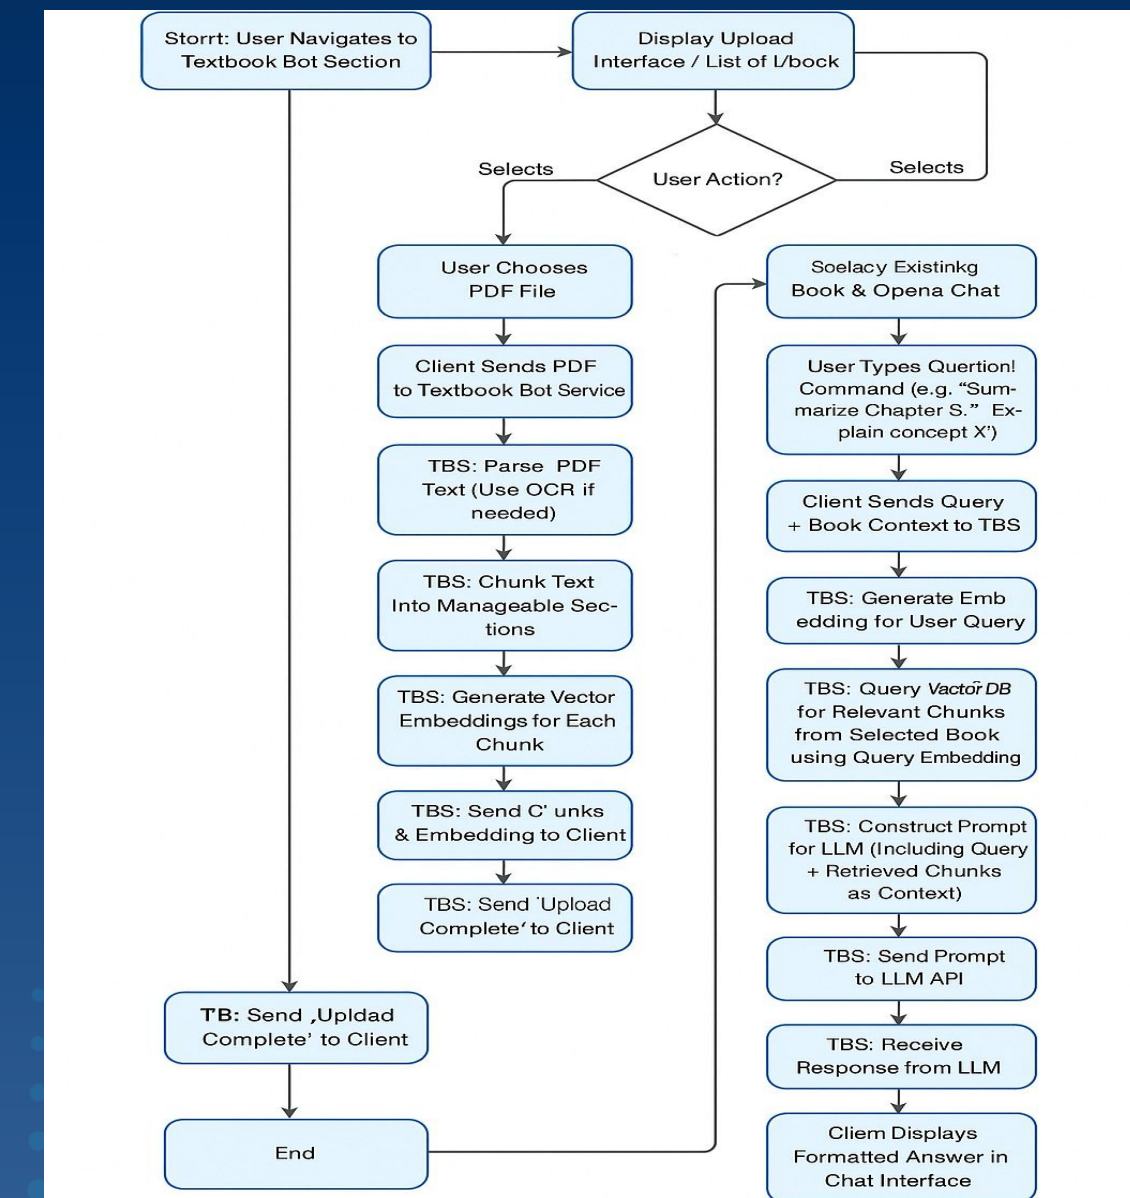 Storrt: User Navigates to
Textbook Bot Section
Display Upload
Interface / List of L/bock
User Action?
Selects
Selects
User Chooses
PDF File
Client Sends PDF
to Textbook Bot Service
TBS: Parse PDF
Text (Use OCR if
needed)
TBS: Chunk Text
Into Manageable Sec-
tions
TBS: Generate Vector
Embeddings for Each
Chunk
TBS: Send C' unks
& Embedding to Client
TBS: Send 'Upload
Complete' to Client
TB: Send ,Upldad
Complete' to Client
End
Soelacy Existinkg
Book & Opena Chat
User Types Quertion!
Command (e.g. “Sum-
marize Chapter S.” Ex-
plain concept X’)
Client Sends Query
+ Book Context to TBS
TBS: Generate Emb
edding for User Query
TBS: Query Vactor DB
for Relevant Chunks
from Selected Book
using Query Embedding
TBS: Construct Prompt
for LLM (Including Query
+ Retrieved Chunks
as Context)
TBS: Send Prompt
to LLM API
TBS: Receive
Response from LLM
Cliem Displays
Formatted Answer in
Chat Interface